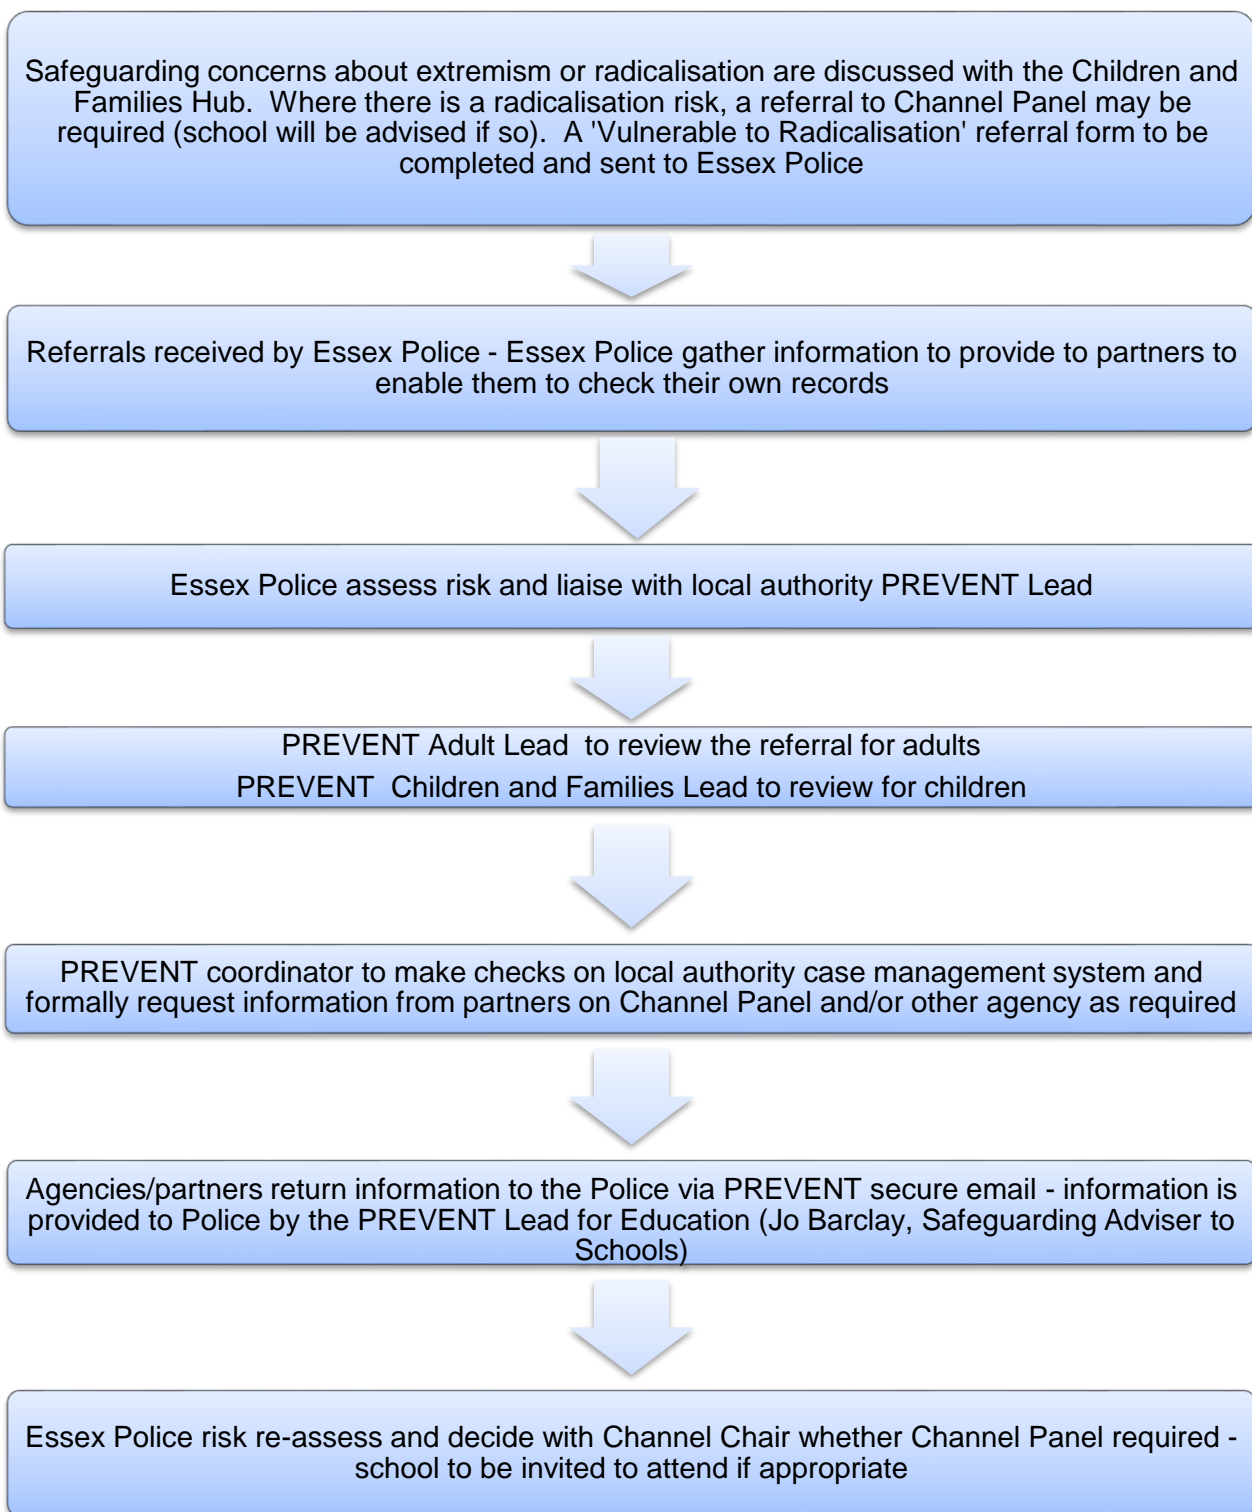 Safeguarding concerns about extremism or radicalisation are discussed with the Children and
Families Hub.  Where there is a radicalisation risk, a referral to Channel Panel may be
required (school will be advised if so).  A 'Vulnerable to Radicalisation' referral form to be
completed and sent to Essex Police
Referrals received by Essex Police - Essex Police gather information to provide to partners to
enable them to check their own records
Essex Police assess risk and liaise with local authority PREVENT Lead
PREVENT Adult Lead  to review the referral for adults
PREVENT  Children and Families Lead to review for children
PREVENT coordinator to make checks on local authority case management system and
formally request information from partners on Channel Panel and/or other agency as required
Agencies/partners return information to the Police via PREVENT secure email - information is
provided to Police by the PREVENT Lead for Education (Jo Barclay, Safeguarding Adviser to
Schools)
Essex Police risk re-assess and decide with Channel Chair whether Channel Panel required -
school to be invited to attend if appropriate